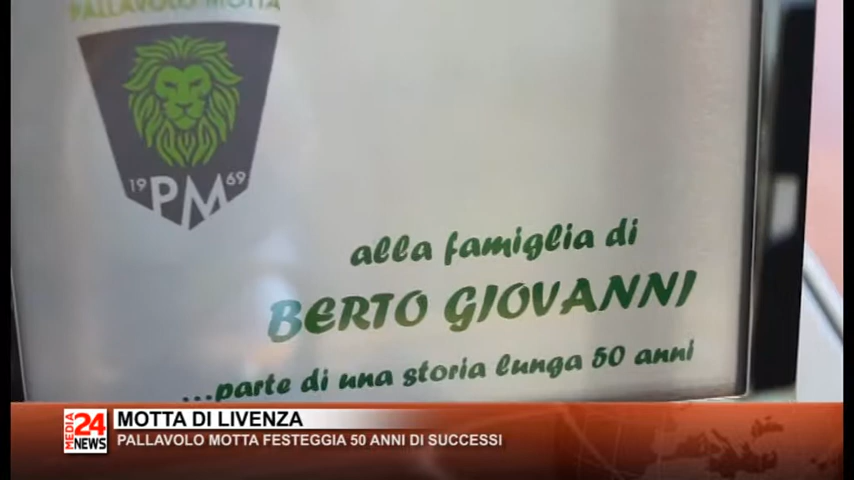 PALLAVOLO MOTTA
19 PM 69
alla famiglia di
BERTO GIOVANNI
...parte di una storia lunga 50 anni
MEDIA 24 NEWS
MOTTA DI LIVENZA
PALLAVOLO MOTTA FESTEGGIA 50 ANNI DI SUCCESSI